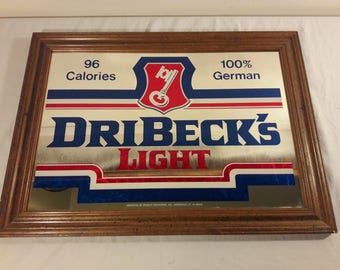 96
Calories
100%
German
DRIBECK'S
LIGHT